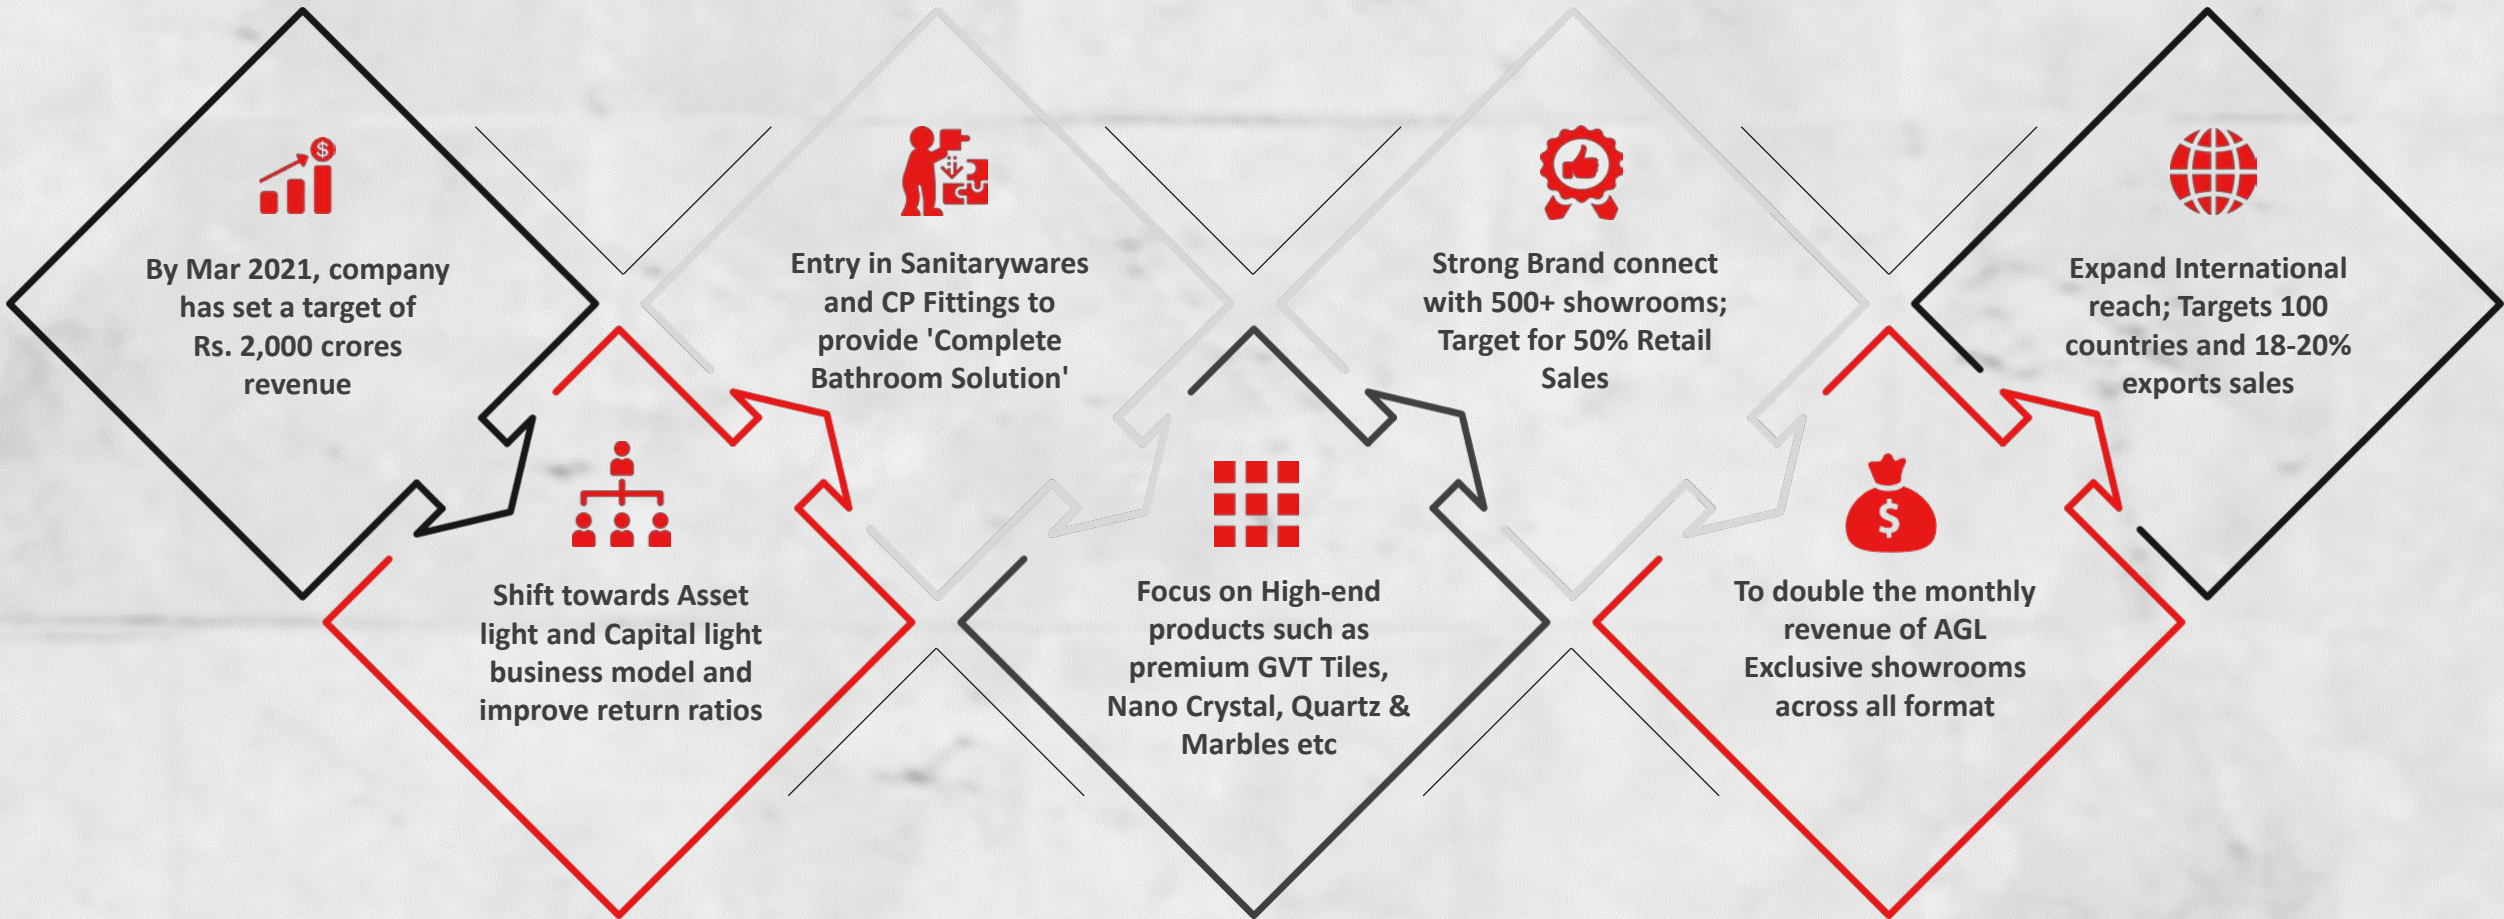 By Mar 2021, company
has set a target of
Rs. 2,000 crores
revenue
Shift towards Asset
light and Capital light
business model and
improve return ratios
Entry in Sanitarywares
and CP Fittings to
provide 'Complete
Bathroom Solution'
Focus on High-end
products such as
premium GVT Tiles,
Nano Crystal, Quartz &
Marbles etc
Strong Brand connect
with 500+ showrooms;
Target for 50% Retail
Sales
To double the monthly
revenue of AGL
Exclusive showrooms
across all format
Expand International
reach; Targets 100
countries and 18-20%
exports sales